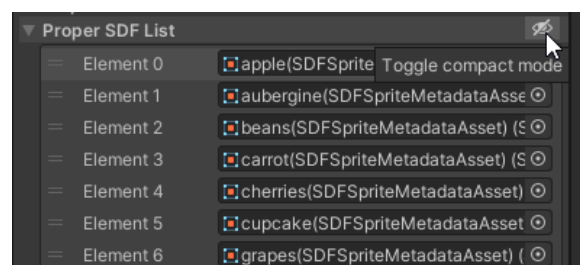 Proper SDF List
Element 0 apple(SDFSprite
Toggle compact mode
Element 1 aubergine(SDFSpriteMetadataAsse
Element 2 beans(SDFSpriteMetadataAsset) (S
Element 3 carrot(SDFSpriteMetadataAsset) (S
Element 4 cherries(SDFSpriteMetadataAsset)
Element 5 cupcake(SDFSpriteMetadataAsset
Element 6 grapes(SDFSpriteMetadataAsset) (